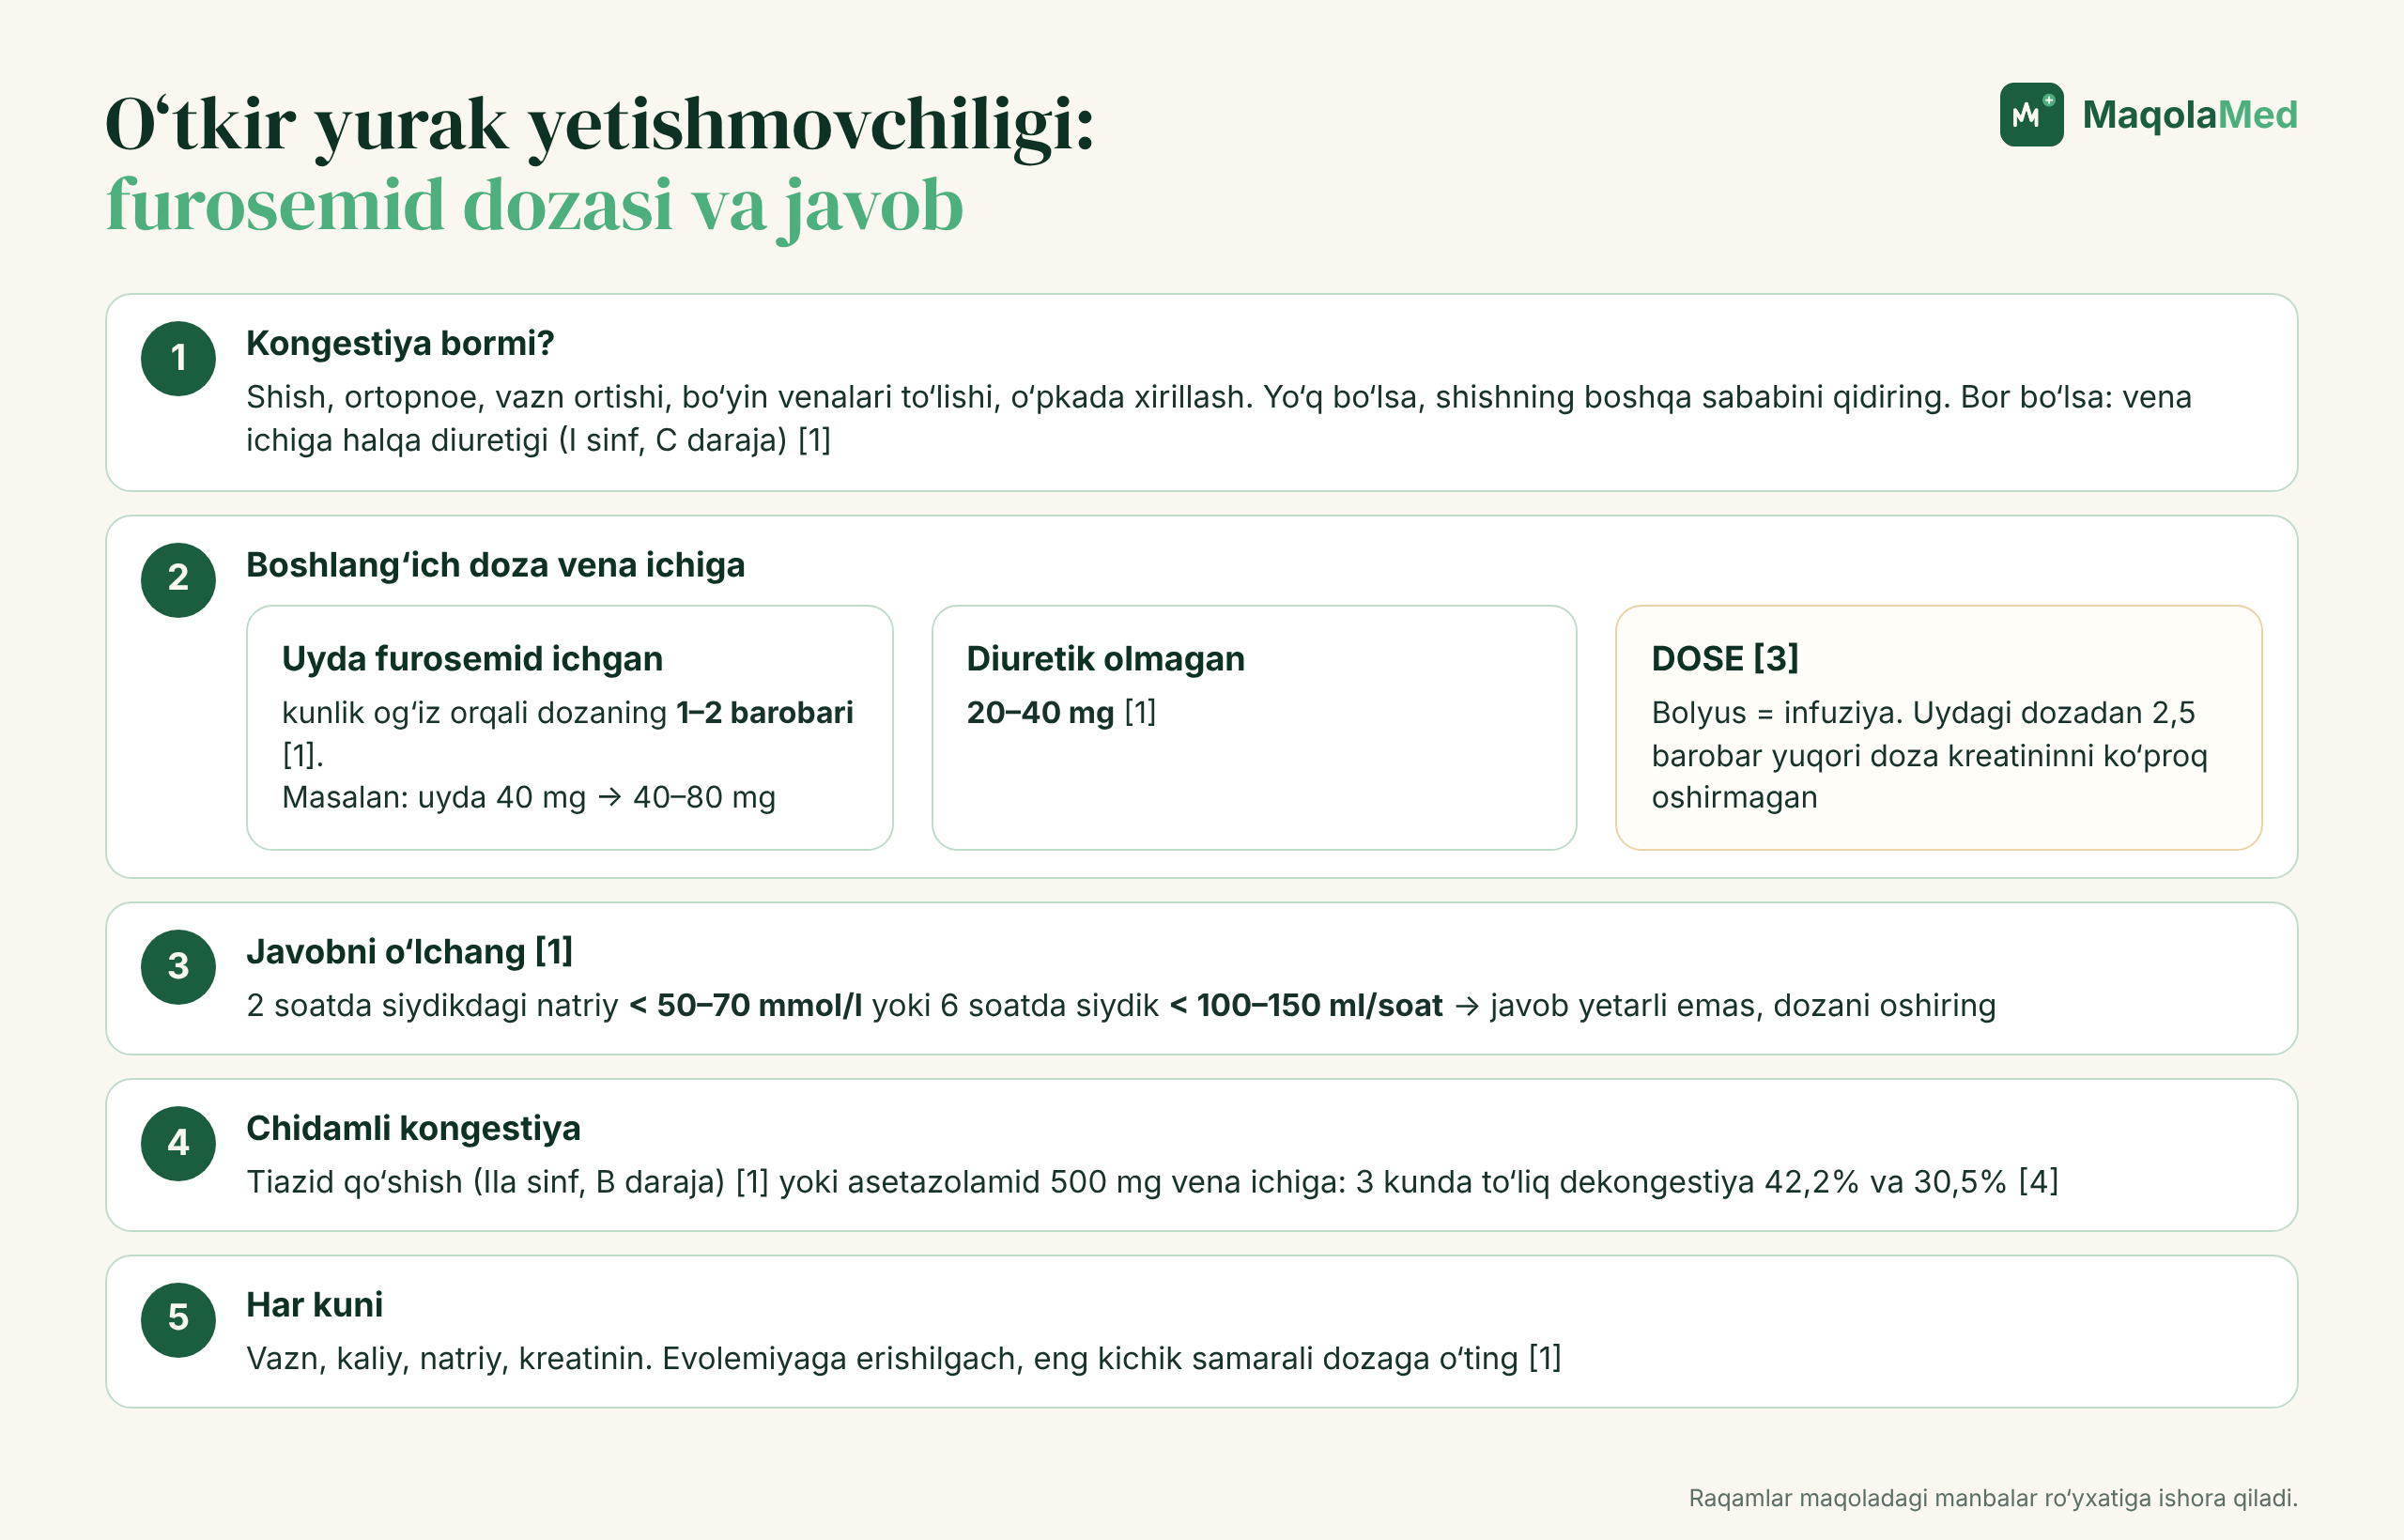 O‘tkir yurak yetishmovchiligi:
furosemid dozasi va javob
MaqolaMed
1
Kongestiya bormi?
Shish, ortopnoe, vazn ortishi, bo‘yin venalari to‘lishi, o‘pkada xirillash. Yo‘q bo‘lsa, shishning boshqa sababini qidiring. Bor bo‘lsa: vena
ichiga halqa diuretigi (I sinf, C daraja) [1]
2
Boshlang‘ich doza vena ichiga
Uyda furosemid ichgan
kunlik og‘iz orqali dozaning 1–2 barobari
[1].
Masalan: uyda 40 mg → 40–80 mg
Diuretik olmagan
20–40 mg [1]
DOSE [3]
Bolyus = infuziya. Uydagi dozadan 2,5
barobar yuqori doza kreatininni ko‘proq
oshirmagan
3
Javobni o‘lchang [1]
2 soatda siydikdagi natriy < 50–70 mmol/l yoki 6 soatda siydik < 100–150 ml/soat → javob yetarli emas, dozani oshiring
4
Chidamli kongestiya
Tiazid qo‘shish (IIa sinf, B daraja) [1] yoki asetazolamid 500 mg vena ichiga: 3 kunda to‘liq dekongestiya 42,2% va 30,5% [4]
5
Har kuni
Vazn, kaliy, natriy, kreatinin. Evolemiyaga erishilgach, eng kichik samarali dozaga o‘ting [1]
Raqamlar maqoladagi manbalar ro‘yxatiga ishora qiladi.